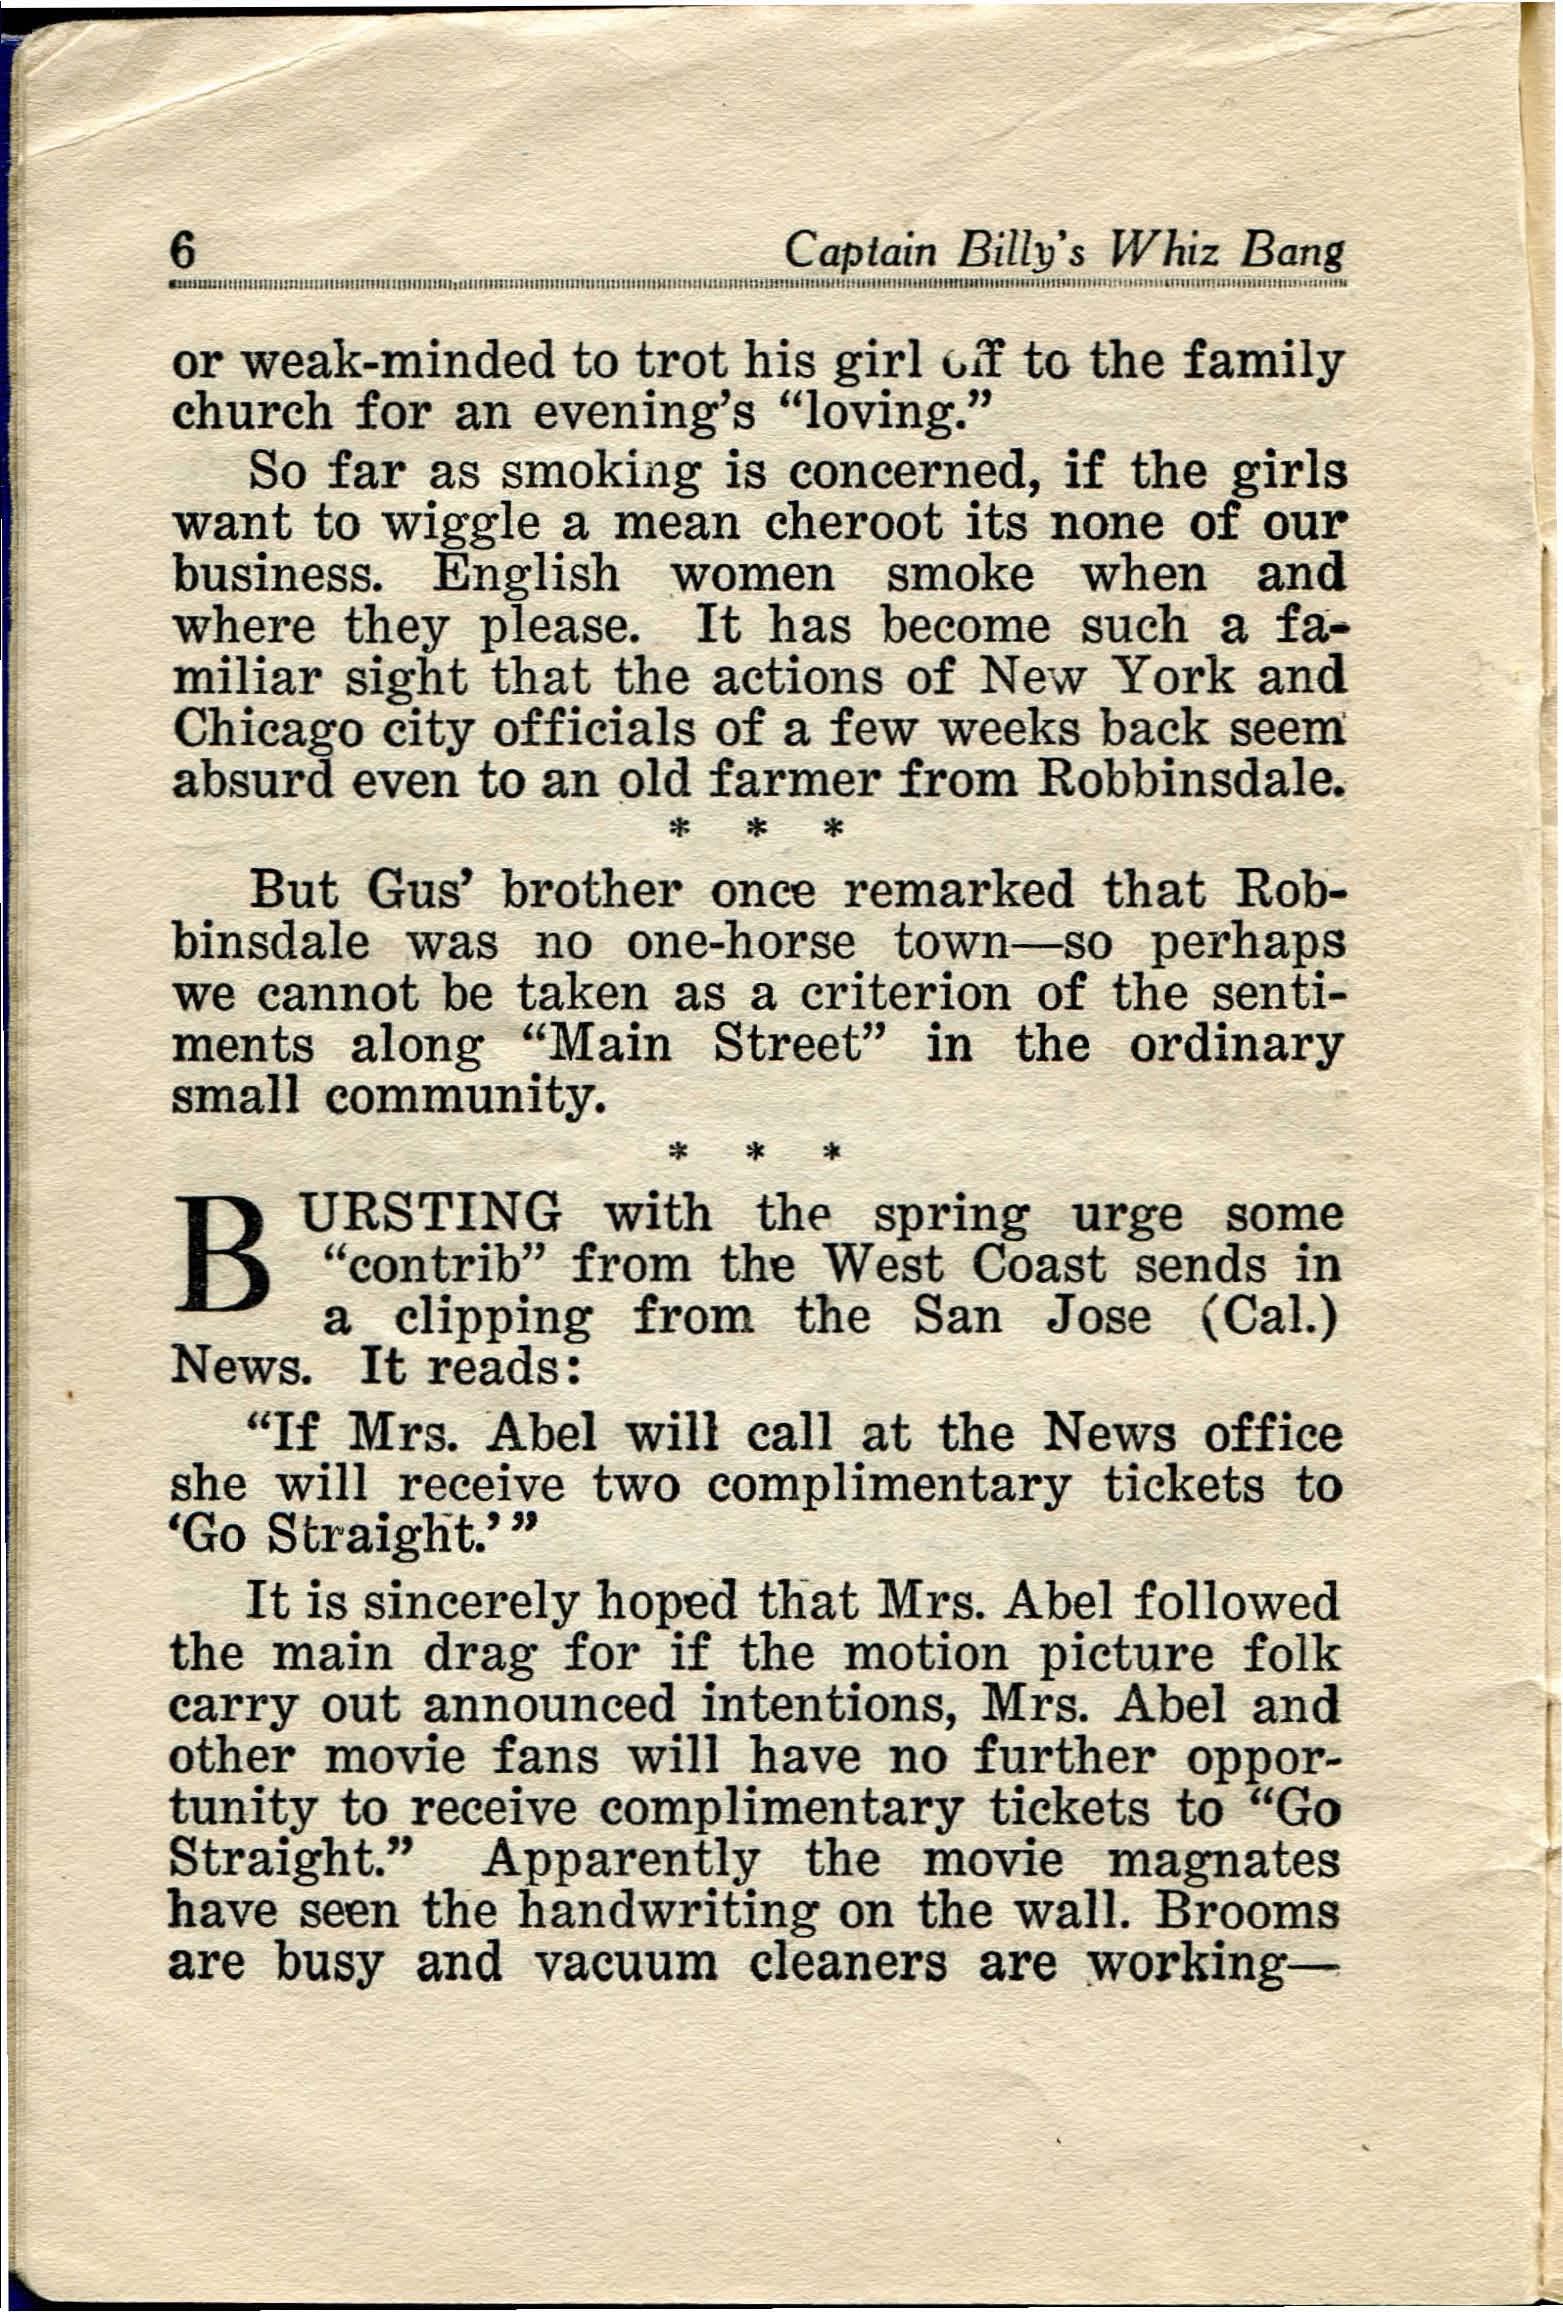 6 Captain Billy's Whiz Bang
or weak-minded to trot his girl off to the family
church for an evening's “loving.”
So far as smoking is concerned, if the girls
want to wiggle a mean cheroot its none of our
business. English women smoke when and
where they please. It has become such a fa-
miliar sight that the actions of New York and
Chicago city officials of a few weeks back seem
absurd even to an old farmer from Robbinsdale.
* * *
But Gus' brother once remarked that Rob-
binsdale was no one-horse town—so perhaps
we cannot be taken as a criterion of the senti-
ments along “Main Street” in the ordinary
small community.
* * *
BURSTING with the spring urge some
“contrib” from the West Coast sends in
a clipping from the San Jose (Cal.)
News. It reads:
“If Mrs. Abel will call at the News office
she will receive two complimentary tickets to
‘Go Straight.’”
It is sincerely hoped that Mrs. Abel followed
the main drag for if the motion picture folk
carry out announced intentions, Mrs. Abel and
other movie fans will have no further oppor-
tunity to receive complimentary tickets to “Go
Straight.” Apparently the movie magnates
have seen the handwriting on the wall. Brooms
are busy and vacuum cleaners are working—